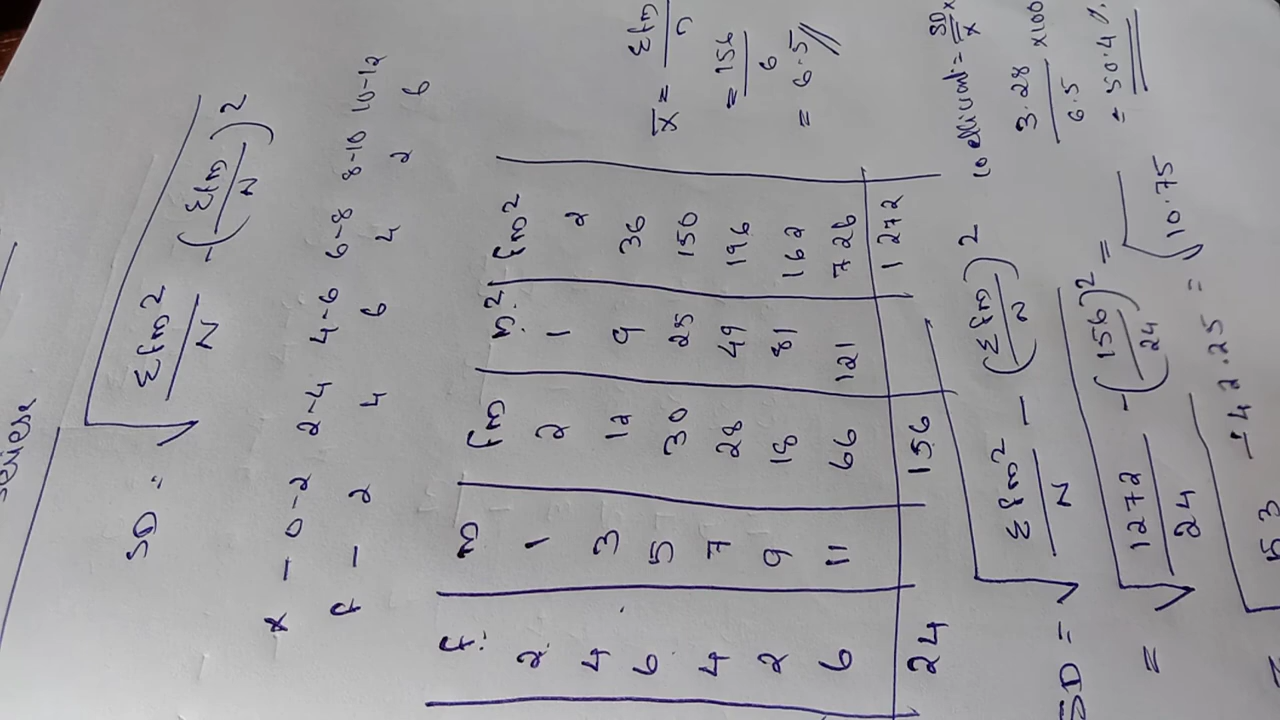 series
SD = √ Σfm² / N - ( Σfm / N )²
x - 0-2 2-4 4-6 6-8 8-10 10-12
f - 2 4 6 4 2 6
f. m fm m² fm²
2 1 2 1 2
4 3 12 9 36
6 5 30 25 150
4 7 28 49 196
2 9 18 81 162
6 11 66 121 726
24 156 1272
x̄ = Σfm / n
= 156 / 6
= 6.5 //
SD = √ Σfm² / N - ( Σfm / N )²
= √ 1272 / 24 - ( 156 / 24 )² =
√ 53 - 42.25 = √ 10.75
= SD / x
3.28 / 6.5 x100
= 50.4 %